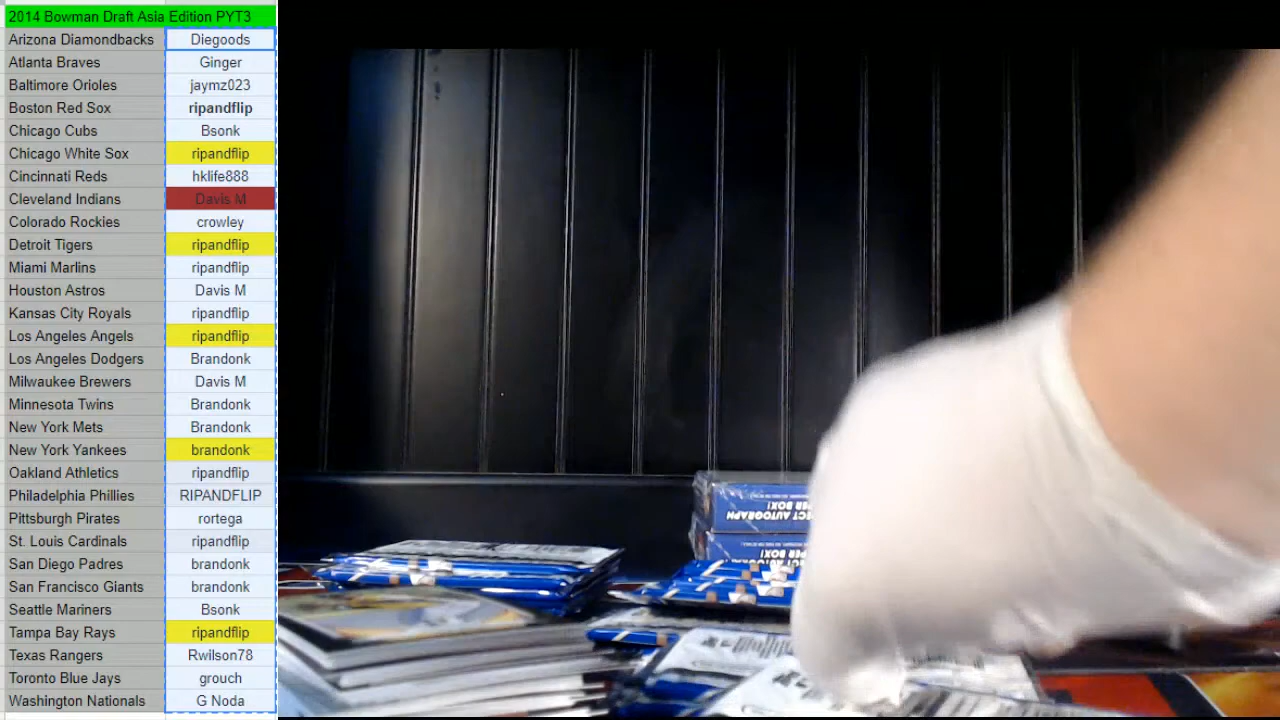 2014 Bowman Draft Asia Edition PYT3
Arizona Diamondbacks Diegoods
Atlanta Braves Ginger
Baltimore Orioles jaymz023
Boston Red Sox ripandflip
Chicago Cubs Bsonk
Chicago White Sox ripandflip
Cincinnati Reds hklife888
Cleveland Indians Davis M
Colorado Rockies crowley
Detroit Tigers ripandflip
Miami Marlins ripandflip
Houston Astros Davis M
Kansas City Royals ripandflip
Los Angeles Angels ripandflip
Los Angeles Dodgers Brandonk
Milwaukee Brewers Davis M
Minnesota Twins Brandonk
New York Mets Brandonk
New York Yankees brandonk
Oakland Athletics ripandflip
Philadelphia Phillies RIPANDFLIP
Pittsburgh Pirates rortega
St. Louis Cardinals ripandflip
San Diego Padres brandonk
San Francisco Giants brandonk
Seattle Mariners Bsonk
Tampa Bay Rays ripandflip
Texas Rangers Rwilson78
Toronto Blue Jays grouch
Washington Nationals G Noda
AUTOGRAPH
PER BOX!
PER BOX!